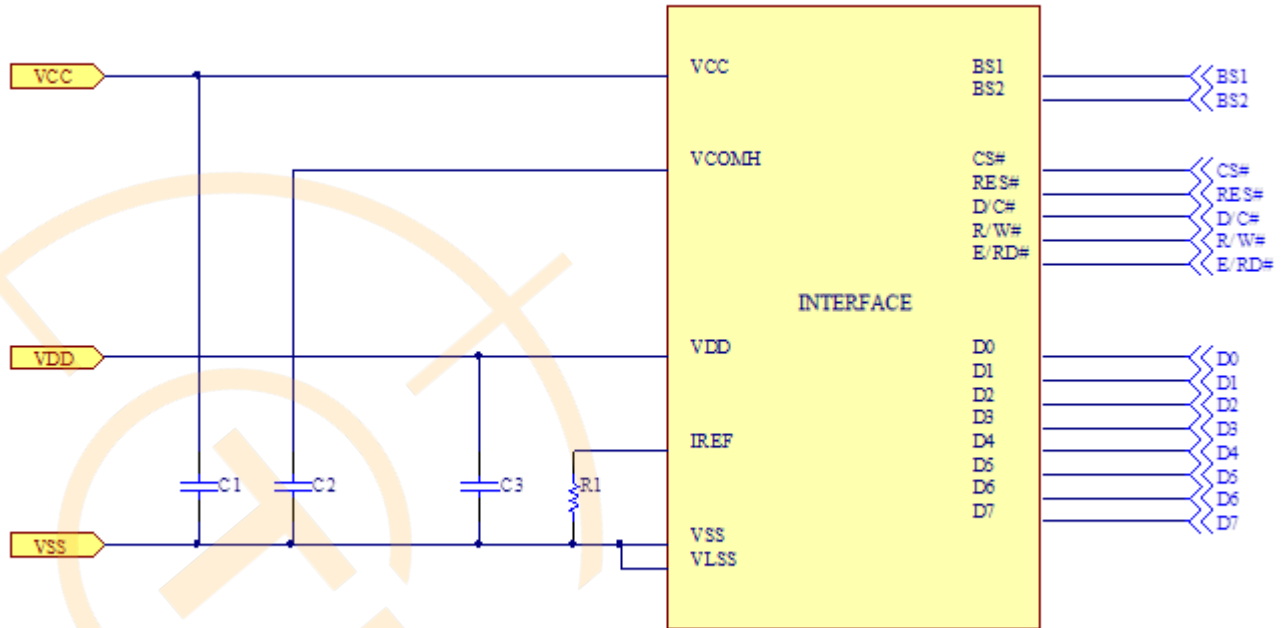 VCC
VDD
VSS
C1
C2
C3
R1
VCC
VCOMH
VDD
IREF
VSS
VLSS
INTERFACE
BS1
BS2
CS#
RES#
D/C#
R/W#
E/RD#
D0
D1
D2
D3
D4
D5
D6
D7
BS1
BS2
CS#
RES#
D/C#
R/W#
E/RD#
D0
D1
D2
D3
D4
D5
D6
D7